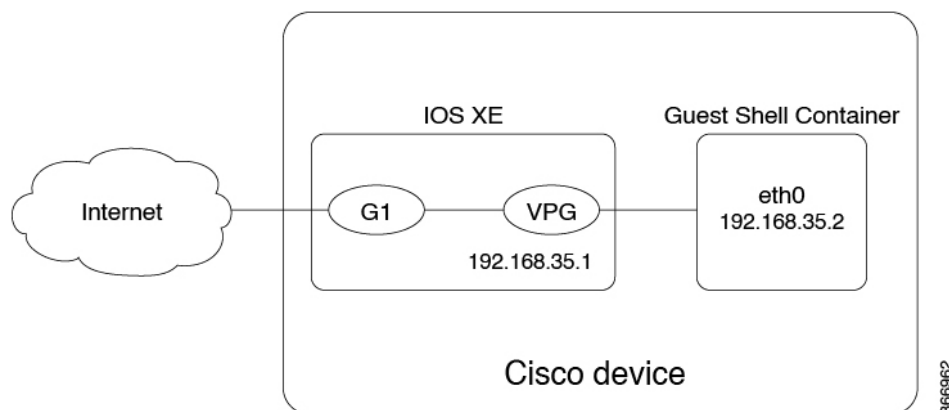 IOS XE
Guest Shell Container
Internet
G1
VPG
eth0
192.168.35.2
192.168.35.1
Cisco device
366962